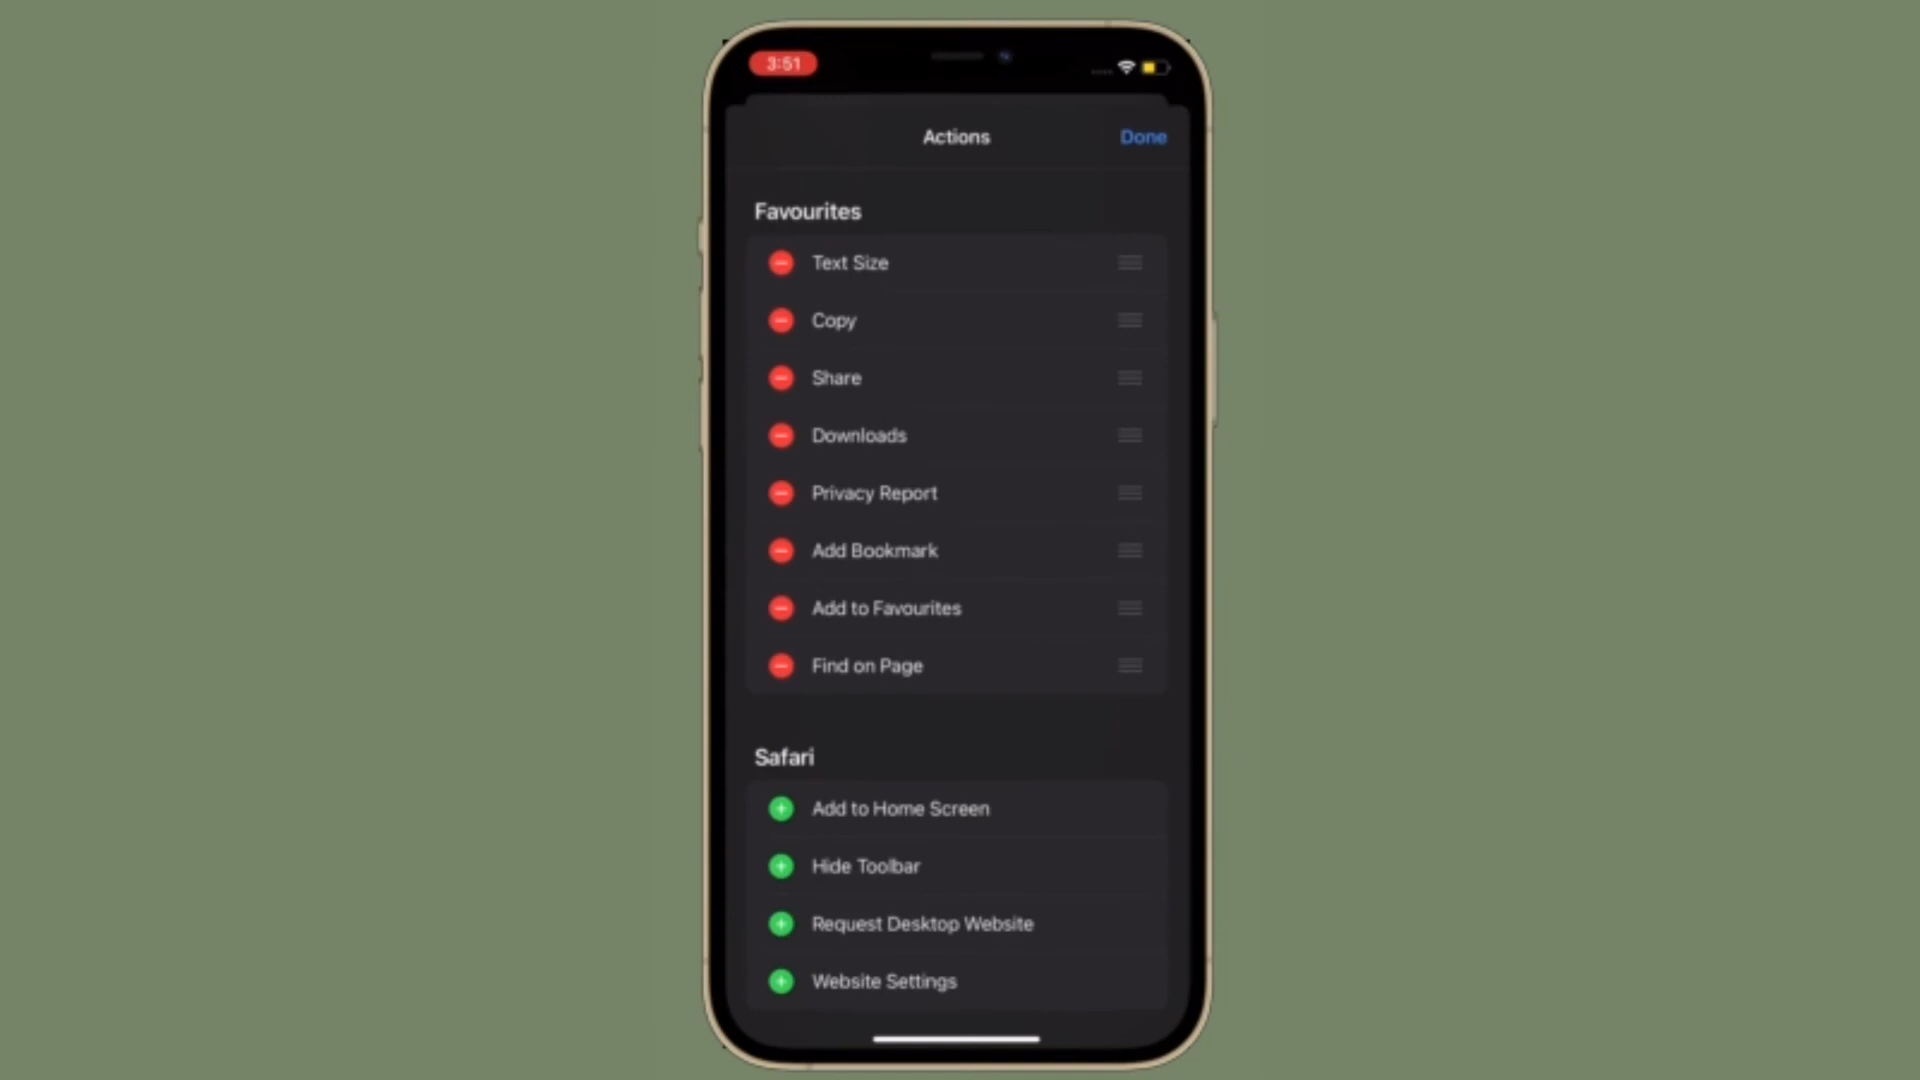 3:51
Actions
Done
Favourites
Text Size
Copy
Share
Downloads
Privacy Report
Add Bookmark
Add to Favourites
Find on Page
Safari
Add to Home Screen
Hide Toolbar
Request Desktop Website
Website Settings